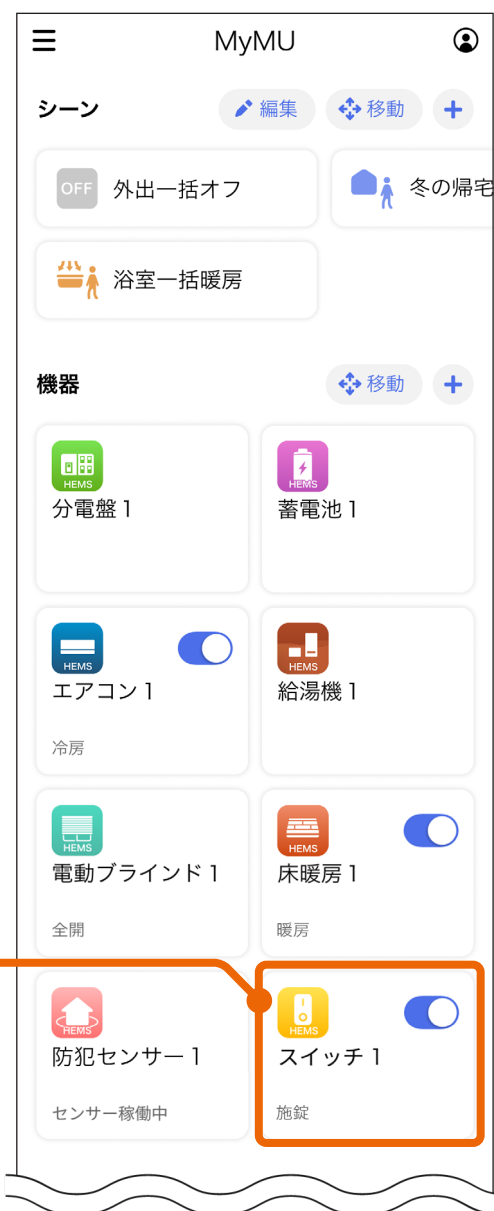 MyMU
シーン
編集
移動
OFF 外出一括オフ
冬の帰宅
浴室一括暖房
機器
移動
HEMS
分電盤 1
HEMS
蓄電池 1
HEMS
エアコン 1
冷房
HEMS
給湯機 1
HEMS
電動ブラインド 1
全開
HEMS
床暖房 1
暖房
HEMS
防犯センサー 1
センサー稼働中
HEMS
スイッチ 1
施錠